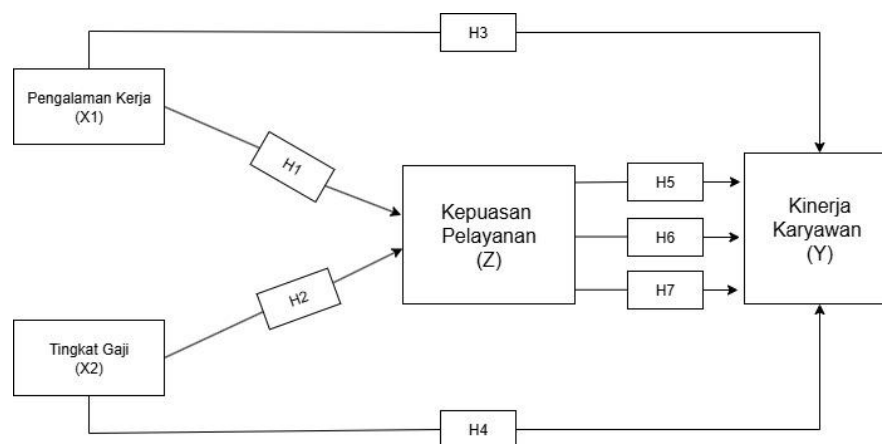 H3
Pengalaman Kerja
(X1)
H1
Kepuasan
Pelayanan
(Z)
H5
H6
H7
Kinerja
Karyawan
(Y)
H2
Tingkat Gaji
(X2)
H4